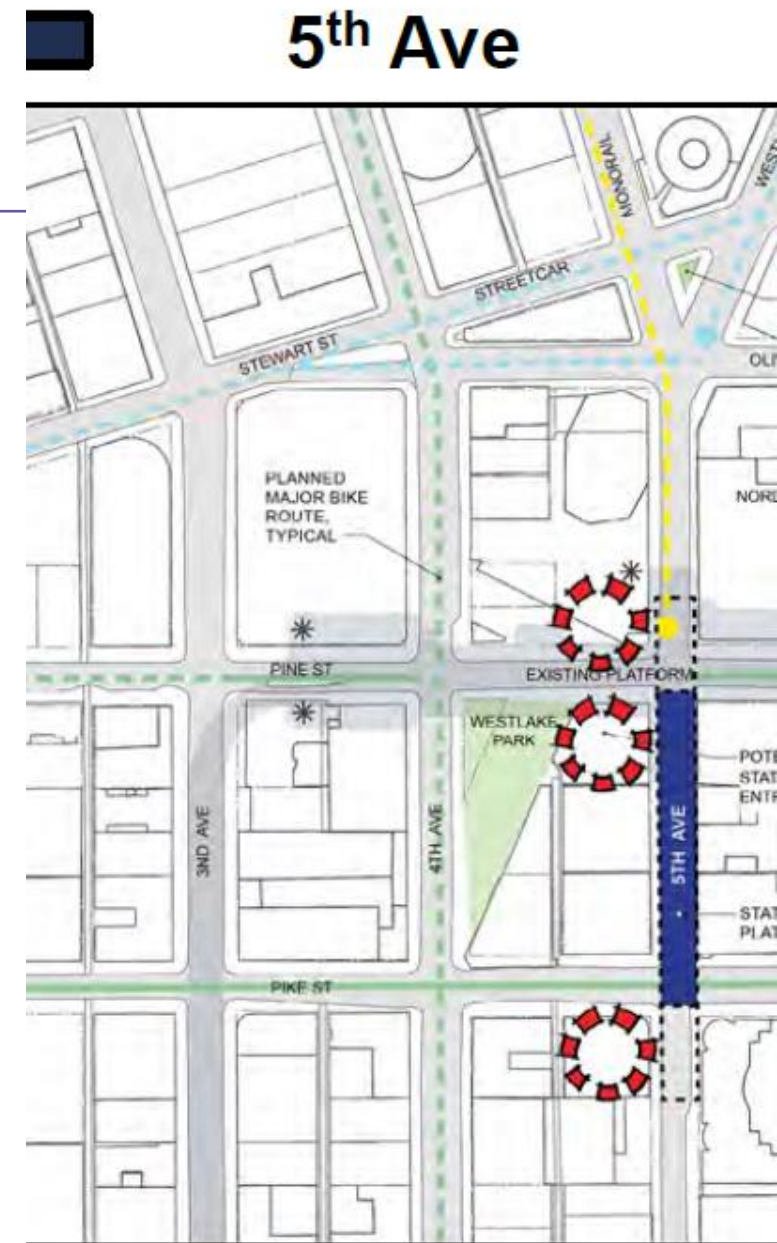 5th Ave
MONORAIL
STREETCAR
STEWART ST
PLANNED
MAJOR BIKE
ROUTE,
TYPICAL
PINE ST
EXISTING PLATFORM
WESTLAKE
PARK
3ND AVE
4TH AVE
5TH AVE
PIKE ST